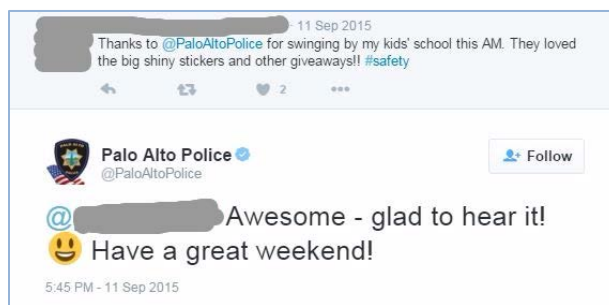 11 Sep 2015
Thanks to @PaloAltoPolice for swinging by my kids' school this AM. They loved
the big shiny stickers and other giveaways!! #safety
2
Palo Alto Police
@PaloAltoPolice
Follow
@ Awesome - glad to hear it!
😃 Have a great weekend!
5:45 PM - 11 Sep 2015